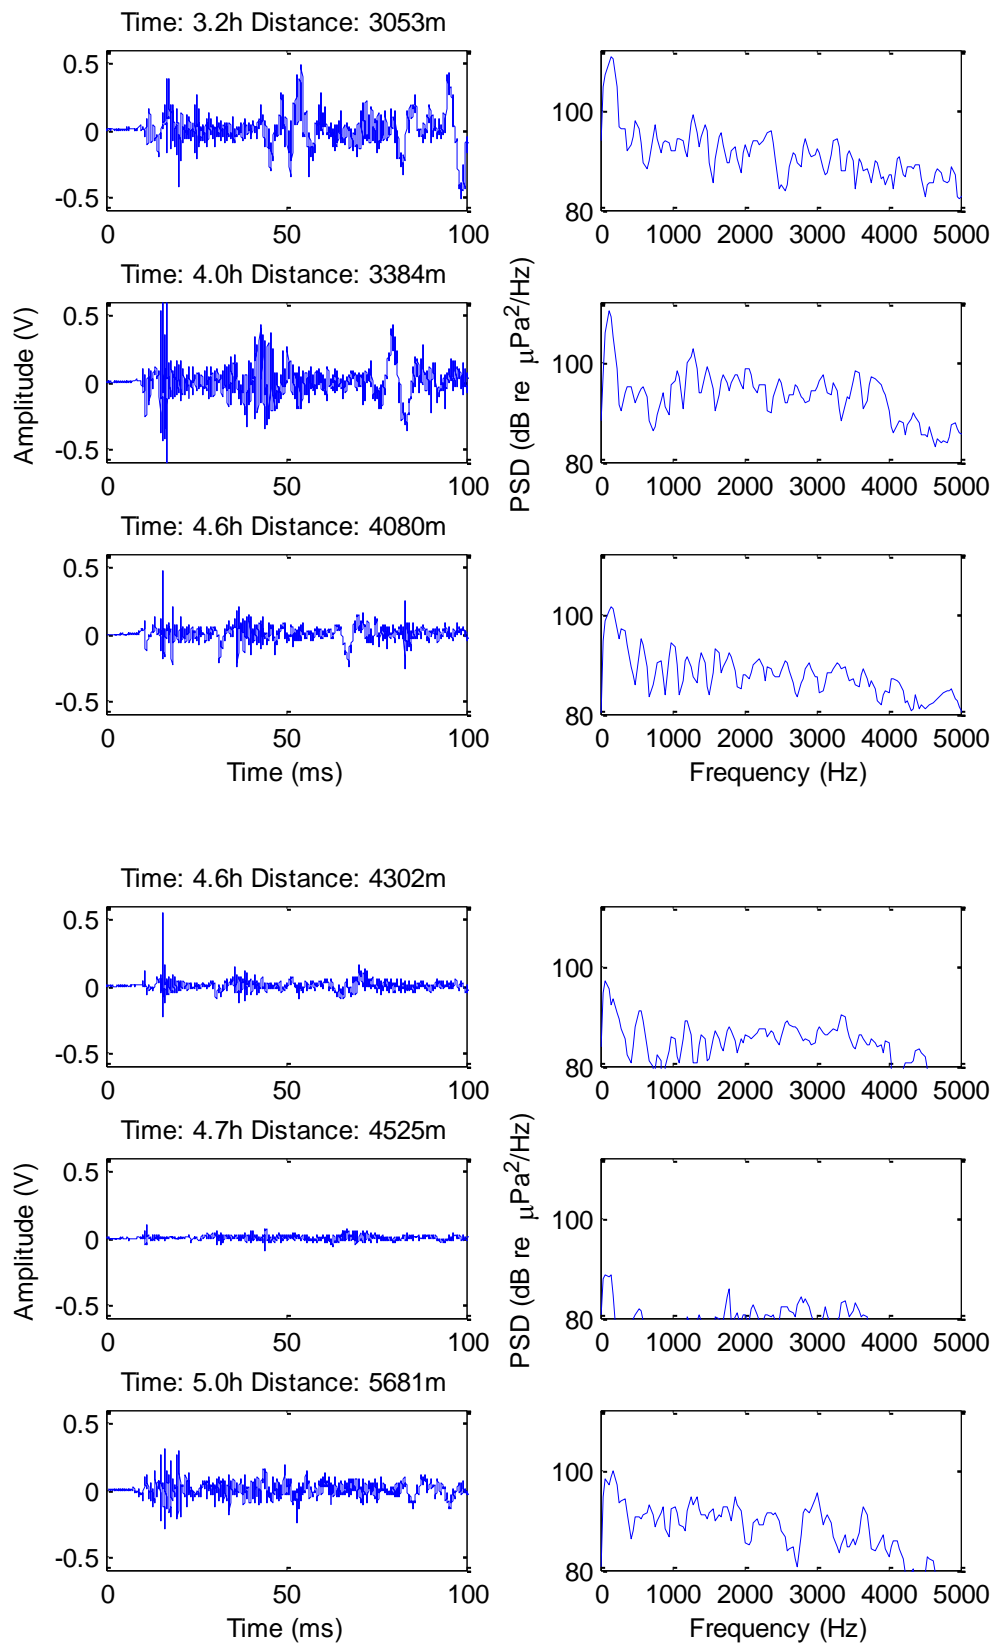 Time: 3.2h Distance: 3053m
0.5
0
-0.5
0 50 100
100
80
0 1000 2000 3000 4000 5000
Time: 4.0h Distance: 3384m
Amplitude (V)
0.5
0
-0.5
0 50 100
PSD (dB re μPa²/Hz)
100
80
0 1000 2000 3000 4000 5000
Time: 4.6h Distance: 4080m
0.5
0
-0.5
0 50 100
Time (ms)
100
80
0 1000 2000 3000 4000 5000
Frequency (Hz)
Time: 4.6h Distance: 4302m
0.5
0
-0.5
0 50 100
100
80
0 1000 2000 3000 4000 5000
Time: 4.7h Distance: 4525m
Amplitude (V)
0.5
0
-0.5
0 50 100
PSD (dB re μPa²/Hz)
100
80
0 1000 2000 3000 4000 5000
Time: 5.0h Distance: 5681m
0.5
0
-0.5
0 50 100
Time (ms)
100
80
0 1000 2000 3000 4000 5000
Frequency (Hz)